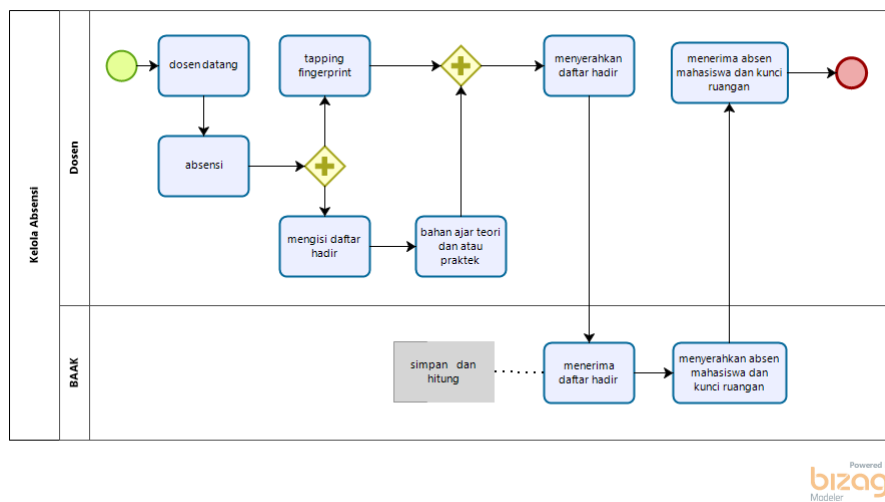 Kelola Absensi
Dosen
dosen datang
tapping
fingerprint
menyerahkan
daftar hadir
menerima absen
mahasiswa dan kunci
ruangan
absensi
mengisi daftar
hadir
bahan ajar teori
dan atau
praktek
BAAK
simpan dan
hitung
menerima
daftar hadir
menyerahkan absen
mahasiswa dan
kunci ruangan
Powered
bizag
Modeler